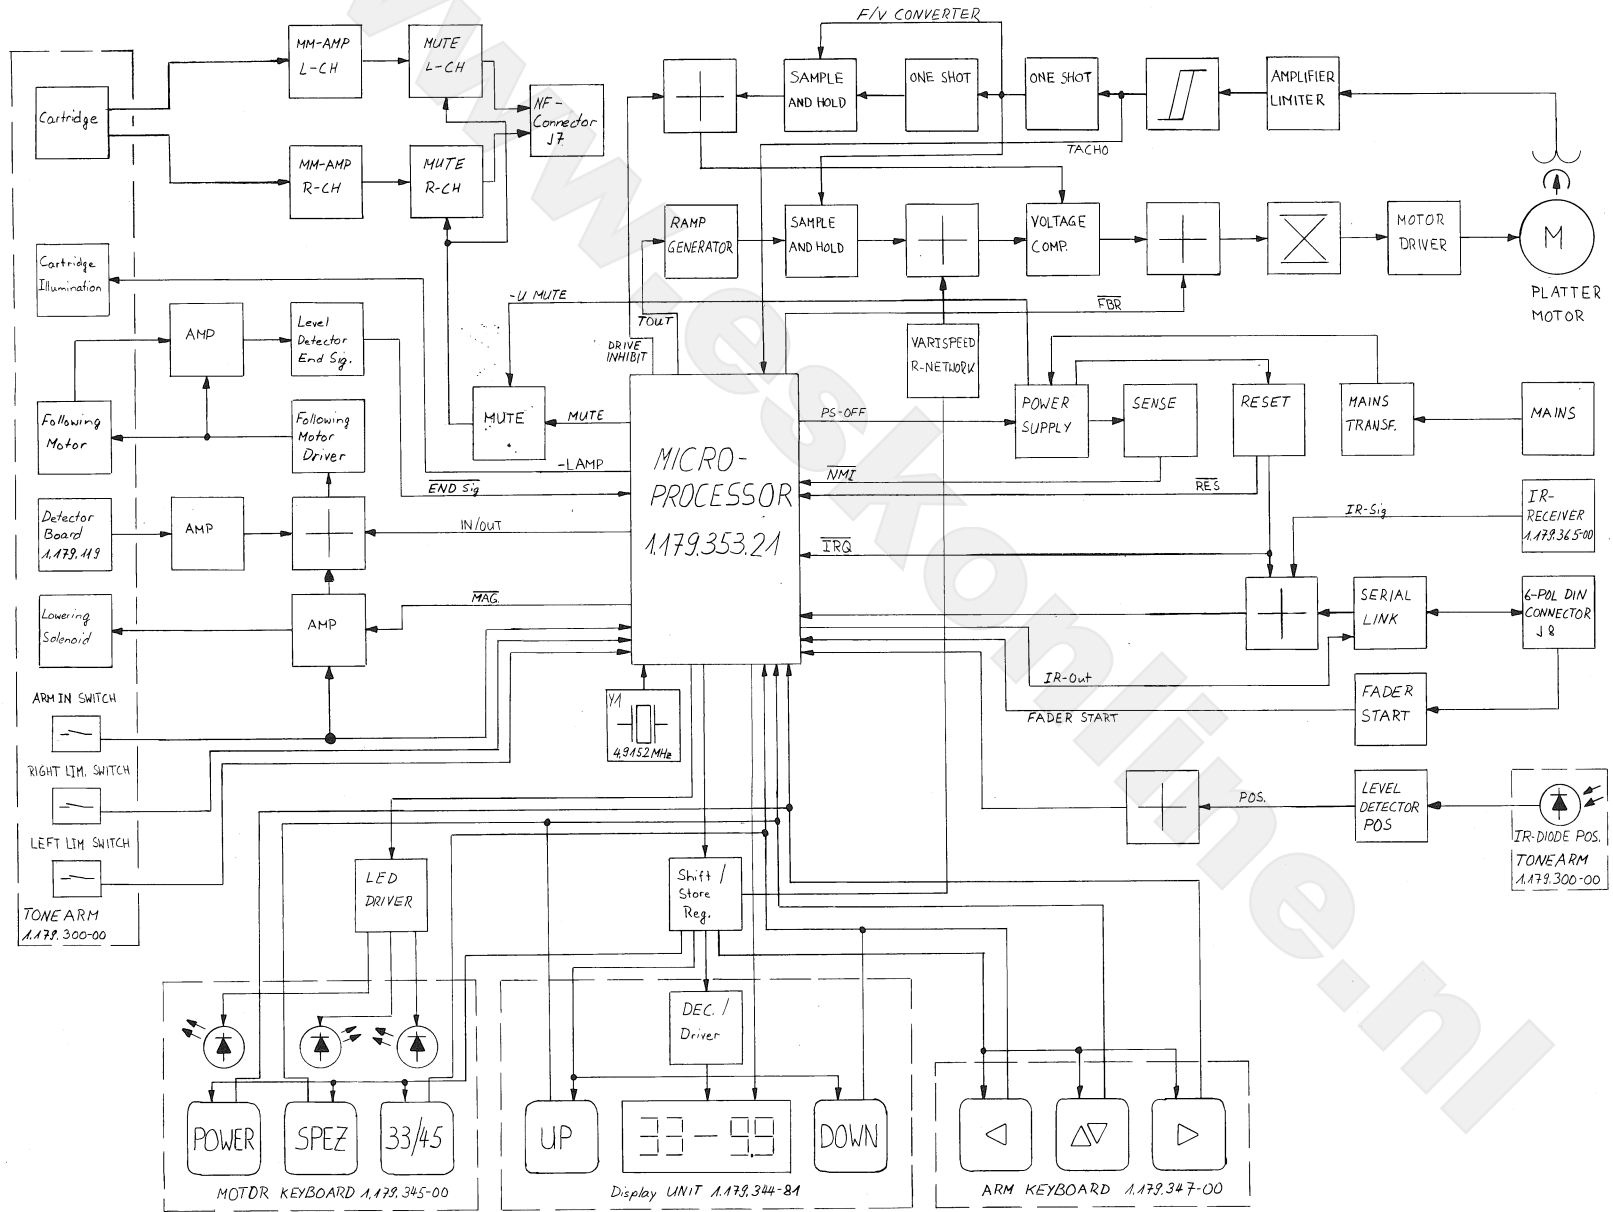 F/V CONVERTER
MM-AMP
L-CH
MUTE
L-CH
Cartridge
NF-
Connector
J7
MM-AMP
R-CH
MUTE
R-CH
SAMPLE
AND HOLD
ONE SHOT
ONE SHOT
AMPLIFIER
LIMITER
TACHO
RAMP
GENERATOR
SAMPLE
AND HOLD
VOLTAGE
COMP.
MOTOR
DRIVER
M
PLATTER
MOTOR
Cartridge
Illumination
-U MUTE
FBR
TOUT
DRIVE
INHIBIT
VARISPEED
R-NETWORK
AMP
Level
Detector
End Sig.
Following
Motor
Following
Motor
Driver
MUTE
MUTE
-LAMP
END Sig
PS-OFF
POWER
SUPPLY
SENSE
RESET
MAINS
TRANSF.
MAINS
MICRO-
PROCESSOR
1.179.353.21
NMI
RES
Detector
Board
1.179.119
AMP
IN/OUT
IRQ
IR-Sig
IR-
RECEIVER
1.179.365-00
Lowering
Solenoid
AMP
MAG.
SERIAL
LINK
6-POL DIN
CONNECTOR
J8
IR-Out
FADER START
FADER
START
ARM IN SWITCH
RIGHT LIM. SWITCH
LEFT LIM SWITCH
TONEARM
1.179.300-00
Y1
4,9152MHz
POS.
LEVEL
DETECTOR
POS
IR-DIODE POS.
TONEARM
1.179.300-00
LED
DRIVER
Shift/
Store
Reg.
DEC./
Driver
POWER
SPEZ
33/45
MOTOR KEYBOARD 1.179.345-00
UP
33-9.9
DOWN
Display UNIT 1.179.344-81
ARM KEYBOARD 1.179.347-00
www.reskonline.nl